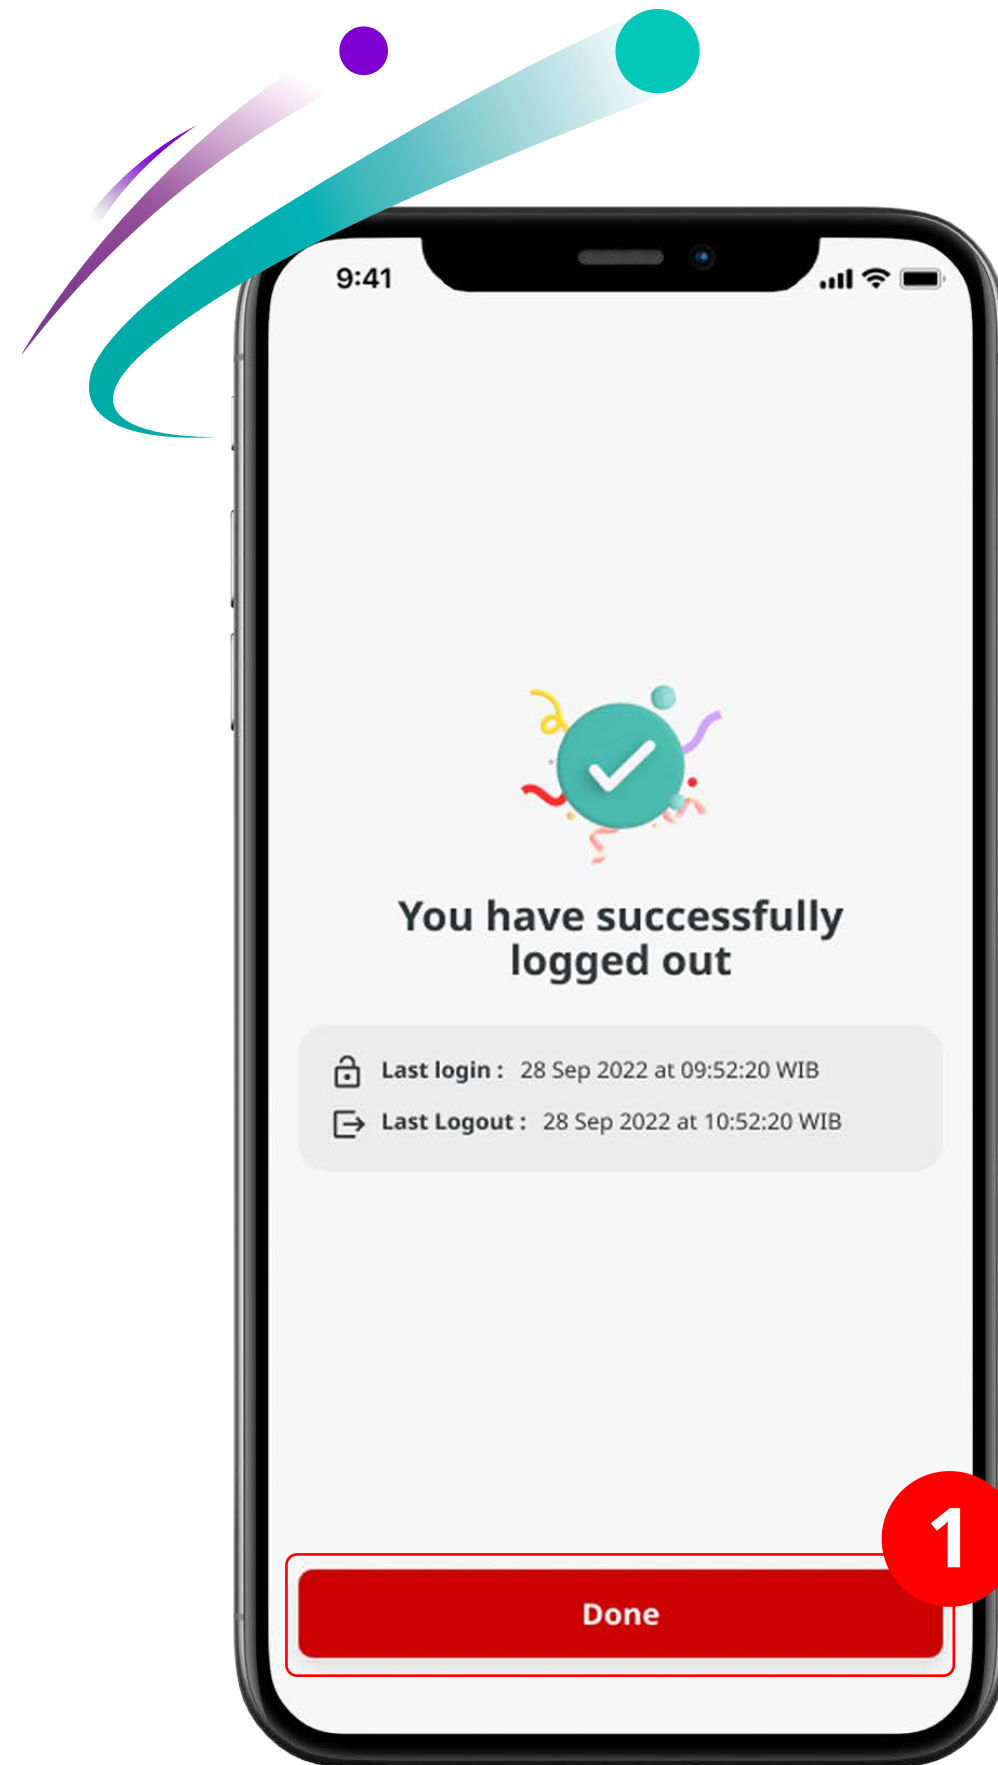 9:41
You have successfully
logged out
Last login : 28 Sep 2022 at 09:52:20 WIB
Last Logout : 28 Sep 2022 at 10:52:20 WIB
1
Done